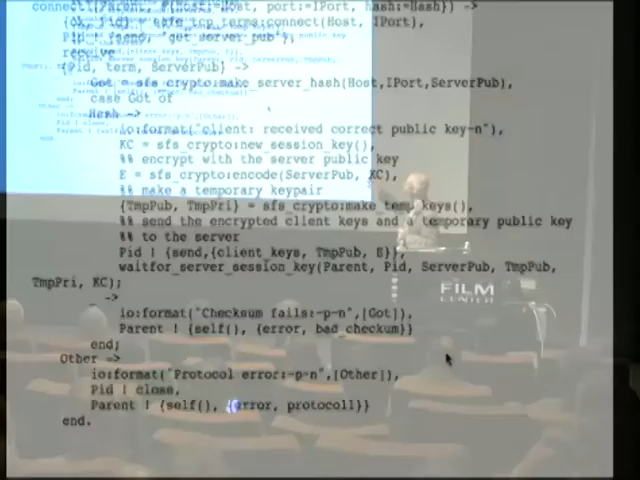 connect(Parent, #{host:=Host, port:=IPort, hash:=Hash}) ->
{ok, Pid} = sfs_tcp_terms:connect(Host, IPort),
Pid ! {send, "get_server_pub"},
receive
{Pid, term, ServerPub} ->
Got = sfs_crypto:make_server_hash(Host,IPort,ServerPub),
case Got of
Hash ->
io:format("client: received correct public key~n"),
KC = sfs_crypto:new_session_key(),
%% encrypt with the server public key
E = sfs_crypto:encode(ServerPub, KC),
%% make a temporary keypair
{TmpPub, TmpPri} = sfs_crypto:make_temp_keys(),
%% send the encrypted client keys and a temporary public key
%% to the server
Pid ! {send,{client_keys, TmpPub, E}},
waitfor_server_session_key(Parent, Pid, ServerPub, TmpPub,
TmpPri, KC);
->
io:format("Checksum fails:~p~n",[Got]),
Parent ! {self(), {error, bad_checkum}}
end;
Other ->
io:format("Protocol error:~p~n",[Other]),
Pid ! close,
Parent ! {self(), {error, protocoll}}
end.
FILM
CENTER